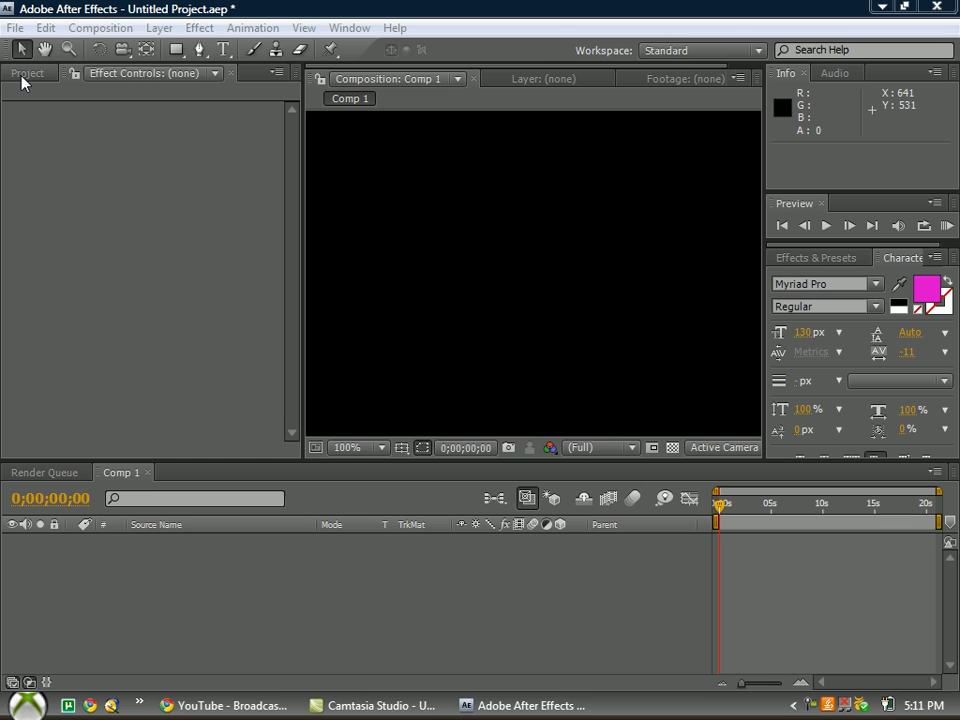 Adobe After Effects - Untitled Project.aep *
File Edit Composition Layer Effect Animation View Window Help
Workspace: Standard Search Help
Project Effect Controls: (none)
Composition: Comp 1 Layer: (none) Footage: (none)
Comp 1
Info Audio
R :
G :
B :
A : 0
X : 641
Y : 531
Preview
Effects & Presets Characte
Myriad Pro
Regular
130 px Auto
Metrics -11
- px
100 % 100 %
0 px 0 %
100% 0;00;00;00 (Full) Active Camera
Render Queue Comp 1
0;00;00;00
05s 10s 15s 20s
# Source Name Mode T TrkMat Parent
YouTube - Broadcas... Camtasia Studio - U... Adobe After Effects ... 5:11 PM